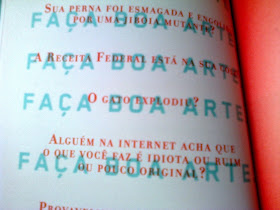 SUA PERNA FOI ESMAGADA E
POR UMA JIBOIA MUTANTE?
FAÇA BOA ARTE
A RECEITA FEDERAL ESTÁ NA SUA
FAÇA BOA ARTE
O GATO EXPLODIU?
FAÇA BOA ARTE
ALGUÉM NA INTERNET ACHA QUE
O QUE VOCÊ FAZ É IDIOTA OU RUIM
FAÇA BOA ARTE
OU POUCO ORIGINAL?